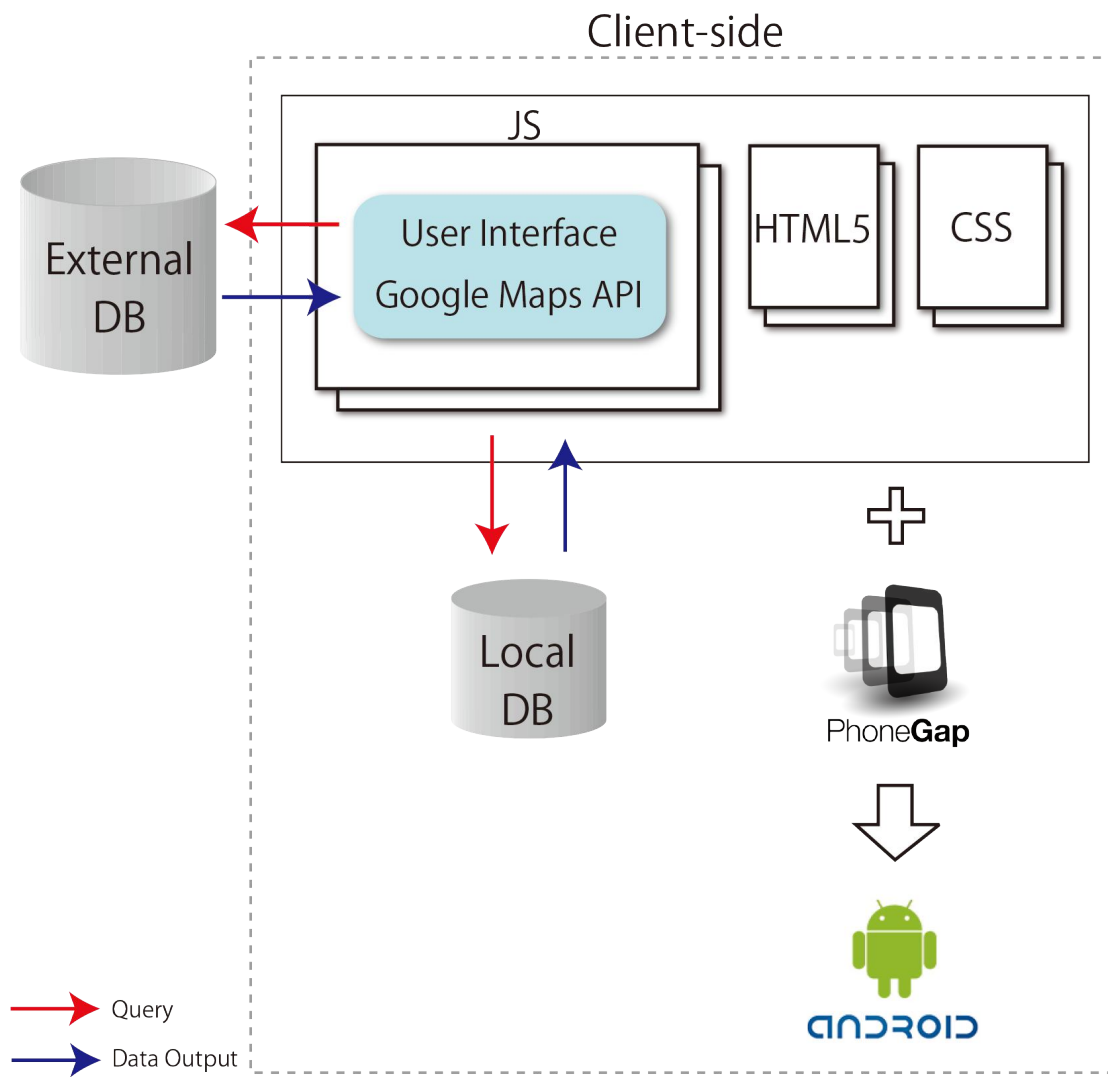 Client-side
JS
User Interface
Google Maps API
HTML5
CSS
External
DB
Local
DB
PhoneGap
ANDROID
Query
Data Output